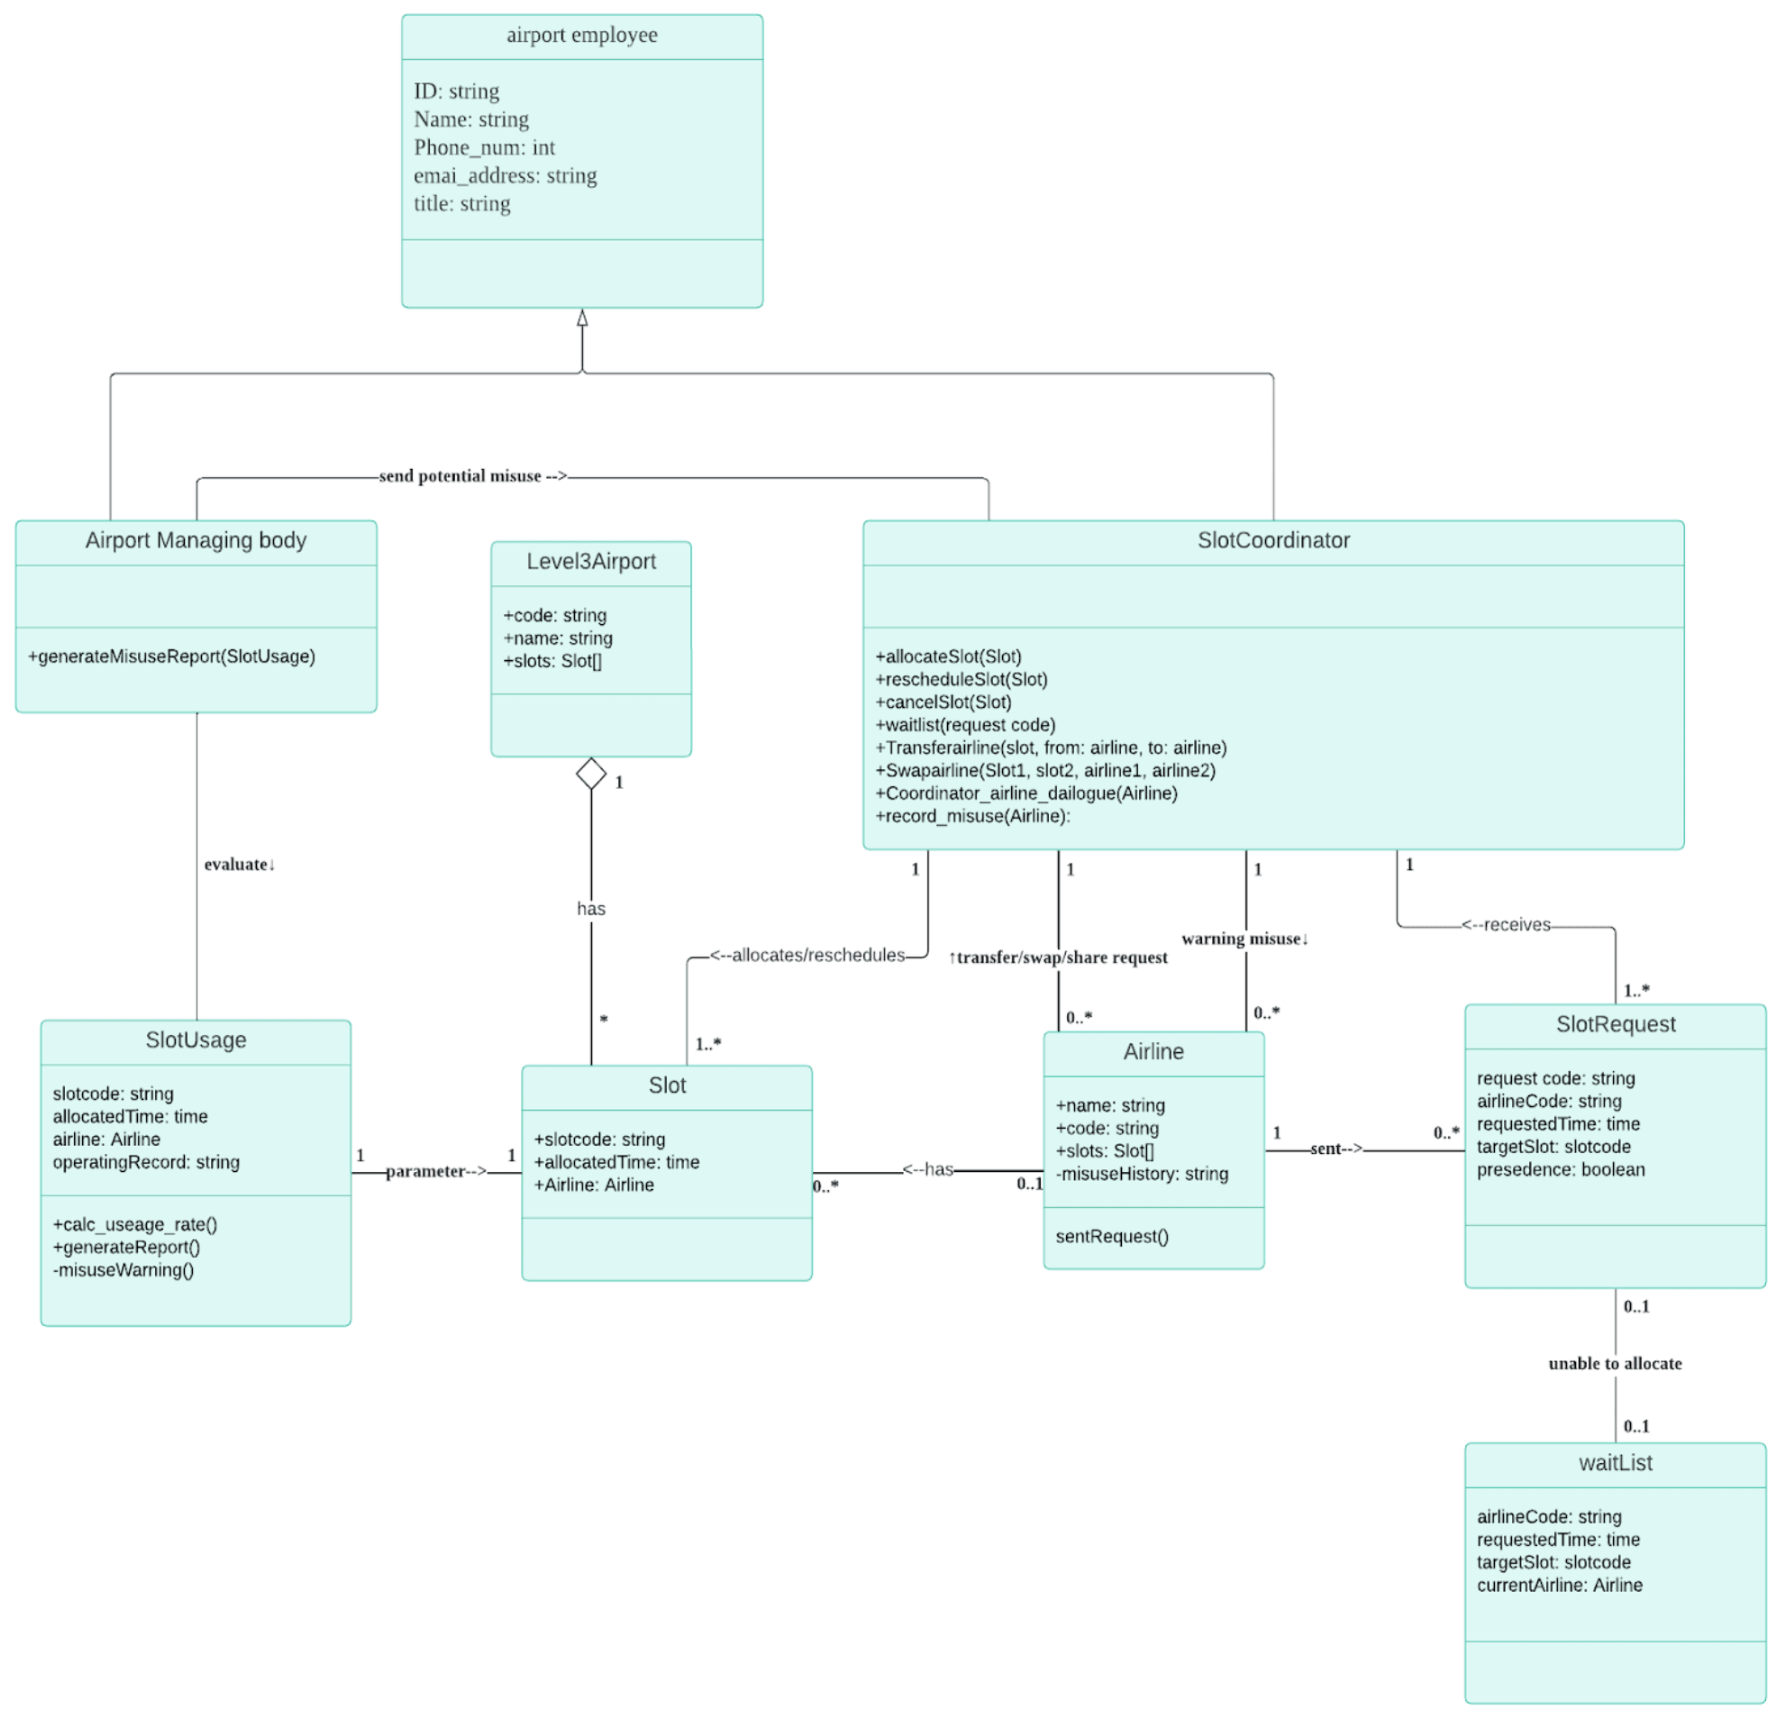 airport employee
ID: string
Name: string
Phone_num: int
emai_address: string
title: string
send potential misuse -->
Airport Managing body
+generateMisuseReport(SlotUsage)
Level3Airport
+code: string
+name: string
+slots: Slot[]
SlotCoordinator
+allocateSlot(Slot)
+rescheduleSlot(Slot)
+cancelSlot(Slot)
+waitlist(request code)
+Transferairline(slot, from: airline, to: airline)
+Swapairline(Slot1, slot2, airline1, airline2)
+Coordinator_airline_dailogue(Airline)
+record_misuse(Airline):
evaluate↓
1
has
*
1
<--allocates/reschedules
1..*
1
↑transfer/swap/share request
0..*
1
warning misuse↓
0..*
1
<--receives
1..*
SlotUsage
slotcode: string
allocatedTime: time
airline: Airline
operatingRecord: string
+calc_useage_rate()
+generateReport()
-misuseWarning()
1
parameter-->
1
Slot
+slotcode: string
+allocatedTime: time
+Airline: Airline
0..*
<--has
0..1
Airline
+name: string
+code: string
+slots: Slot[]
-misuseHistory: string
sentRequest()
1
sent-->
0..*
SlotRequest
request code: string
airlineCode: string
requestedTime: time
targetSlot: slotcode
presedence: boolean
0..1
unable to allocate
0..1
waitList
airlineCode: string
requestedTime: time
targetSlot: slotcode
currentAirline: Airline